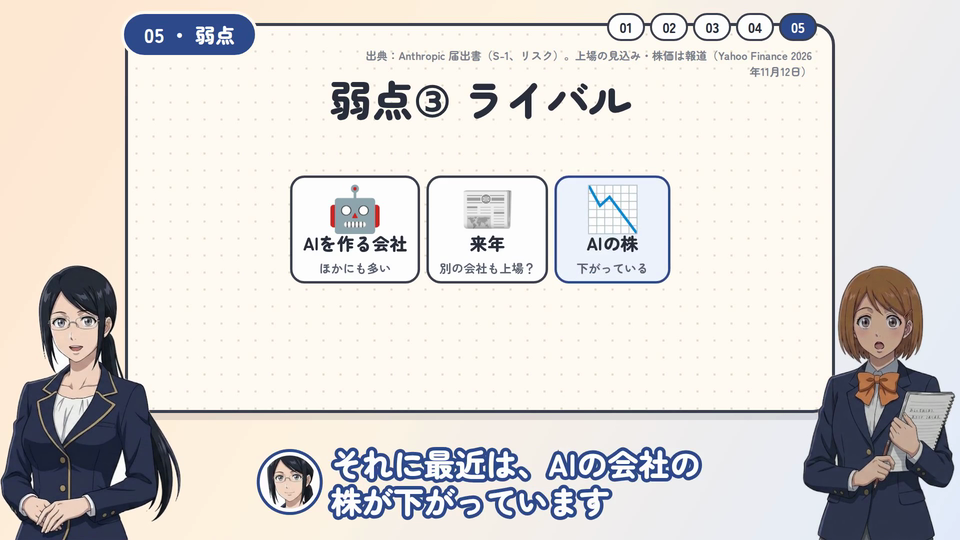 05 ・ 弱点
01 02 03 04 05
出典：Anthropic 届出書（S-1、リスク）。上場の見込み・株価は報道（Yahoo Finance 2026
年11月12日）
弱点③ ライバル
AIを作る会社
ほかにも多い
来年
別の会社も上場？
AIの株
下がっている
それに最近は、AIの会社の
株が下がっています